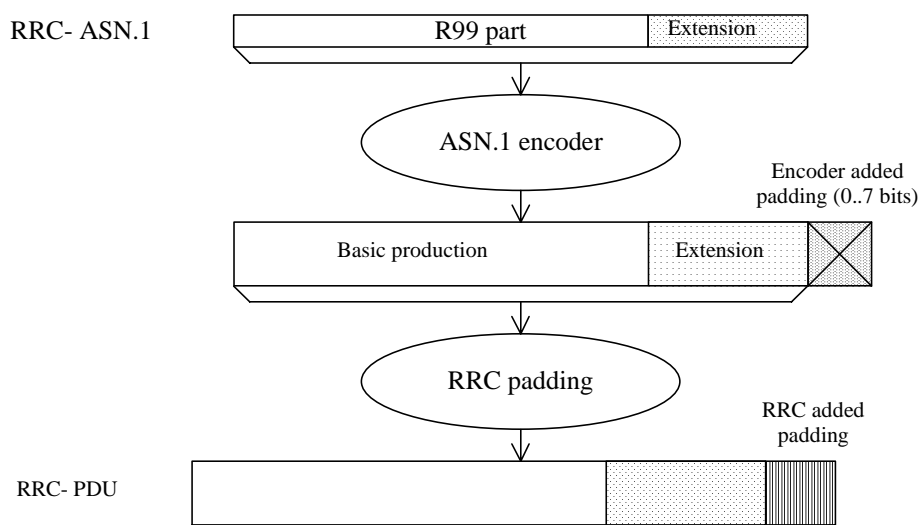 RRC- ASN.1
R99 part
Extension
ASN.1 encoder
Encoder added
padding (0..7 bits)
Basic production
Extension
RRC padding
RRC added
padding
RRC- PDU